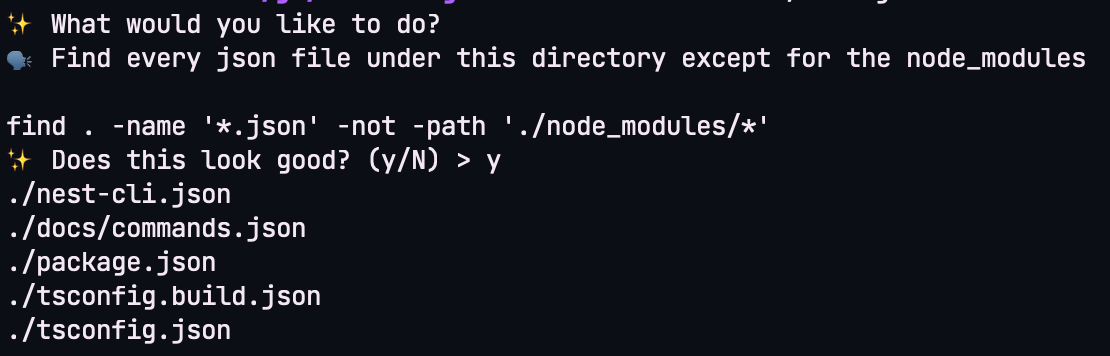 ✨ What would you like to do?
🗣 Find every json file under this directory except for the node_modules
find . -name '*.json' -not -path './node_modules/*'
✨ Does this look good? (y/N) > y
./nest-cli.json
./docs/commands.json
./package.json
./tsconfig.build.json
./tsconfig.json